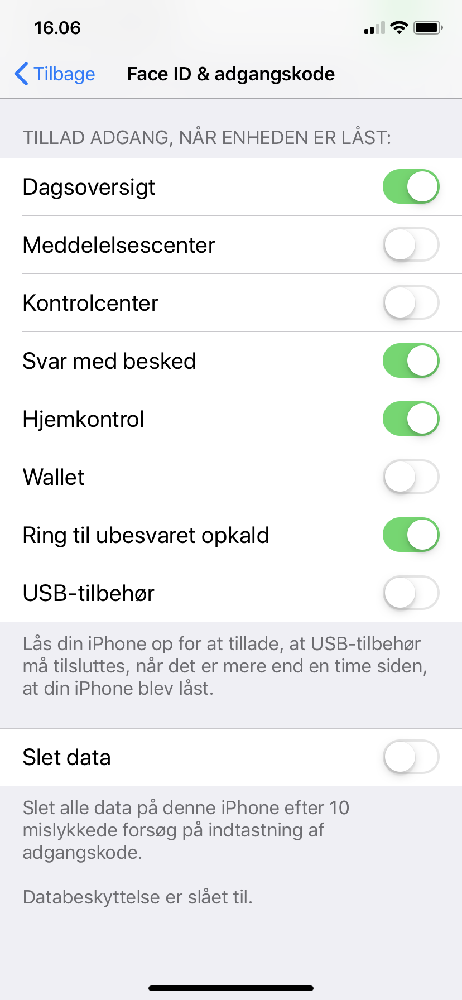 16.06
Tilbage
Face ID & adgangskode
TILLAD ADGANG, NÅR ENHEDEN ER LÅST:
Dagsoversigt
Meddelelsescenter
Kontrolcenter
Svar med besked
Hjemkontrol
Wallet
Ring til ubesvaret opkald
USB-tilbehør
Lås din iPhone op for at tillade, at USB-tilbehør
må tilsluttes, når det er mere end en time siden,
at din iPhone blev låst.
Slet data
Slet alle data på denne iPhone efter 10
mislykkede forsøg på indtastning af
adgangskode.
Databeskyttelse er slået til.